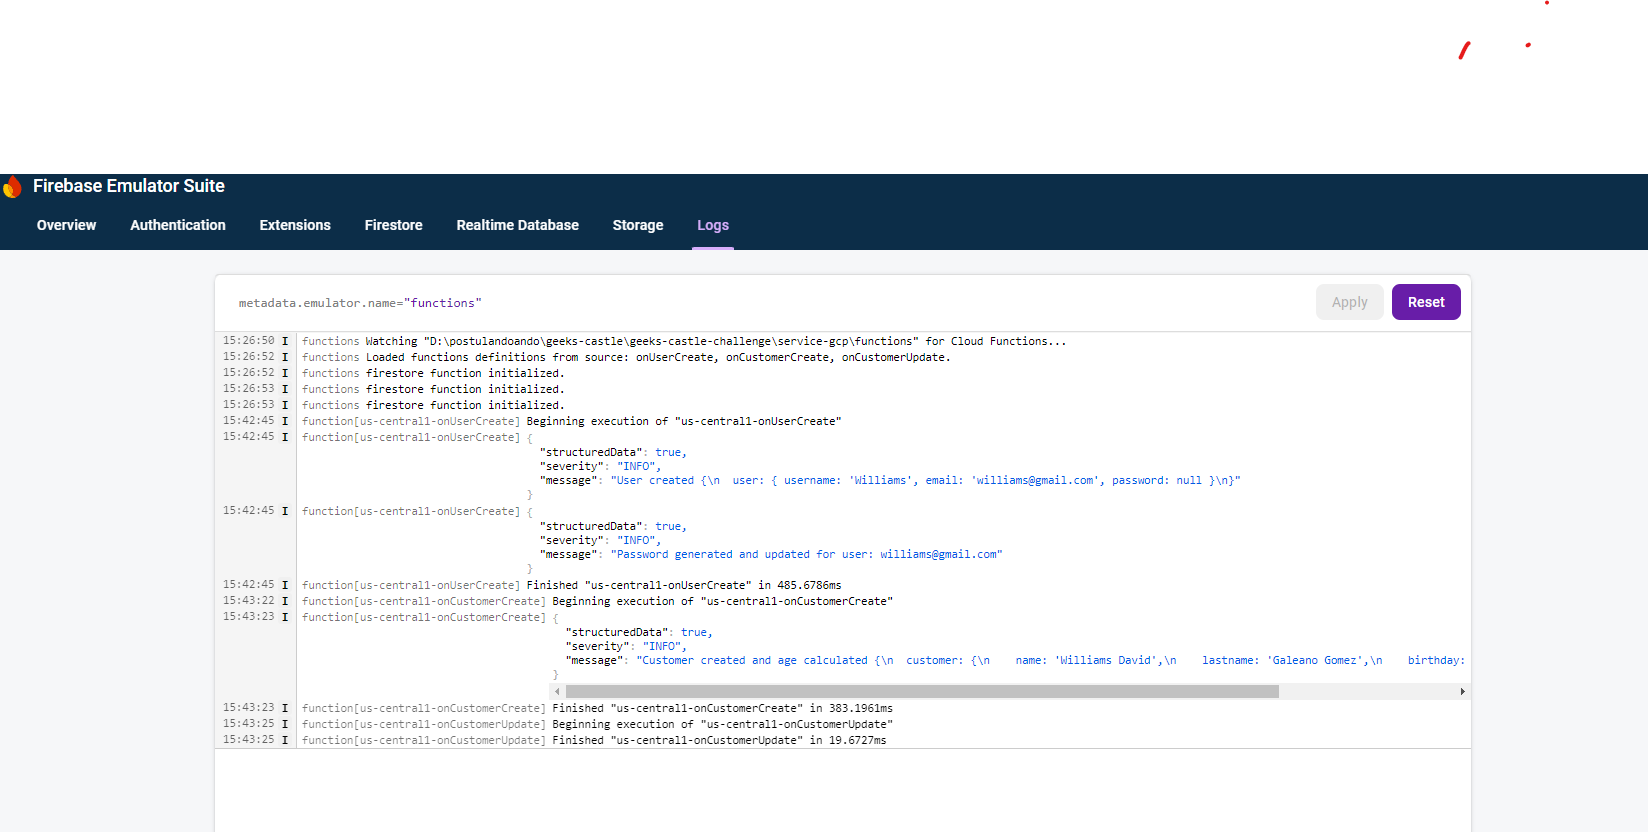 Firebase Emulator Suite
Overview Authentication Extensions Firestore Realtime Database Storage Logs
metadata.emulator.name="functions" Apply Reset
15:26:50 I functions Watching "D:\postulandoando\geeks-castle\geeks-castle-challenge\service-gcp\functions" for Cloud Functions...
15:26:52 I functions Loaded functions definitions from source: onUserCreate, onCustomerCreate, onCustomerUpdate.
15:26:52 I functions firestore function initialized.
15:26:53 I functions firestore function initialized.
15:26:53 I functions firestore function initialized.
15:42:45 I function[us-central1-onUserCreate] Beginning execution of "us-central1-onUserCreate"
15:42:45 I function[us-central1-onUserCreate] {
"structuredData": true,
"severity": "INFO",
"message": "User created {\n  user: { username: 'Williams', email: 'williams@gmail.com', password: null }\n}"
}
15:42:45 I function[us-central1-onUserCreate] {
"structuredData": true,
"severity": "INFO",
"message": "Password generated and updated for user: williams@gmail.com"
}
15:42:45 I function[us-central1-onUserCreate] Finished "us-central1-onUserCreate" in 485.6786ms
15:43:22 I function[us-central1-onCustomerCreate] Beginning execution of "us-central1-onCustomerCreate"
15:43:23 I function[us-central1-onCustomerCreate] {
"structuredData": true,
"severity": "INFO",
"message": "Customer created and age calculated {\n  customer: {\n    name: 'Williams David',\n    lastname: 'Galeano Gomez',\n    birthday:
}
15:43:23 I function[us-central1-onCustomerCreate] Finished "us-central1-onCustomerCreate" in 383.1961ms
15:43:25 I function[us-central1-onCustomerUpdate] Beginning execution of "us-central1-onCustomerUpdate"
15:43:25 I function[us-central1-onCustomerUpdate] Finished "us-central1-onCustomerUpdate" in 19.6727ms